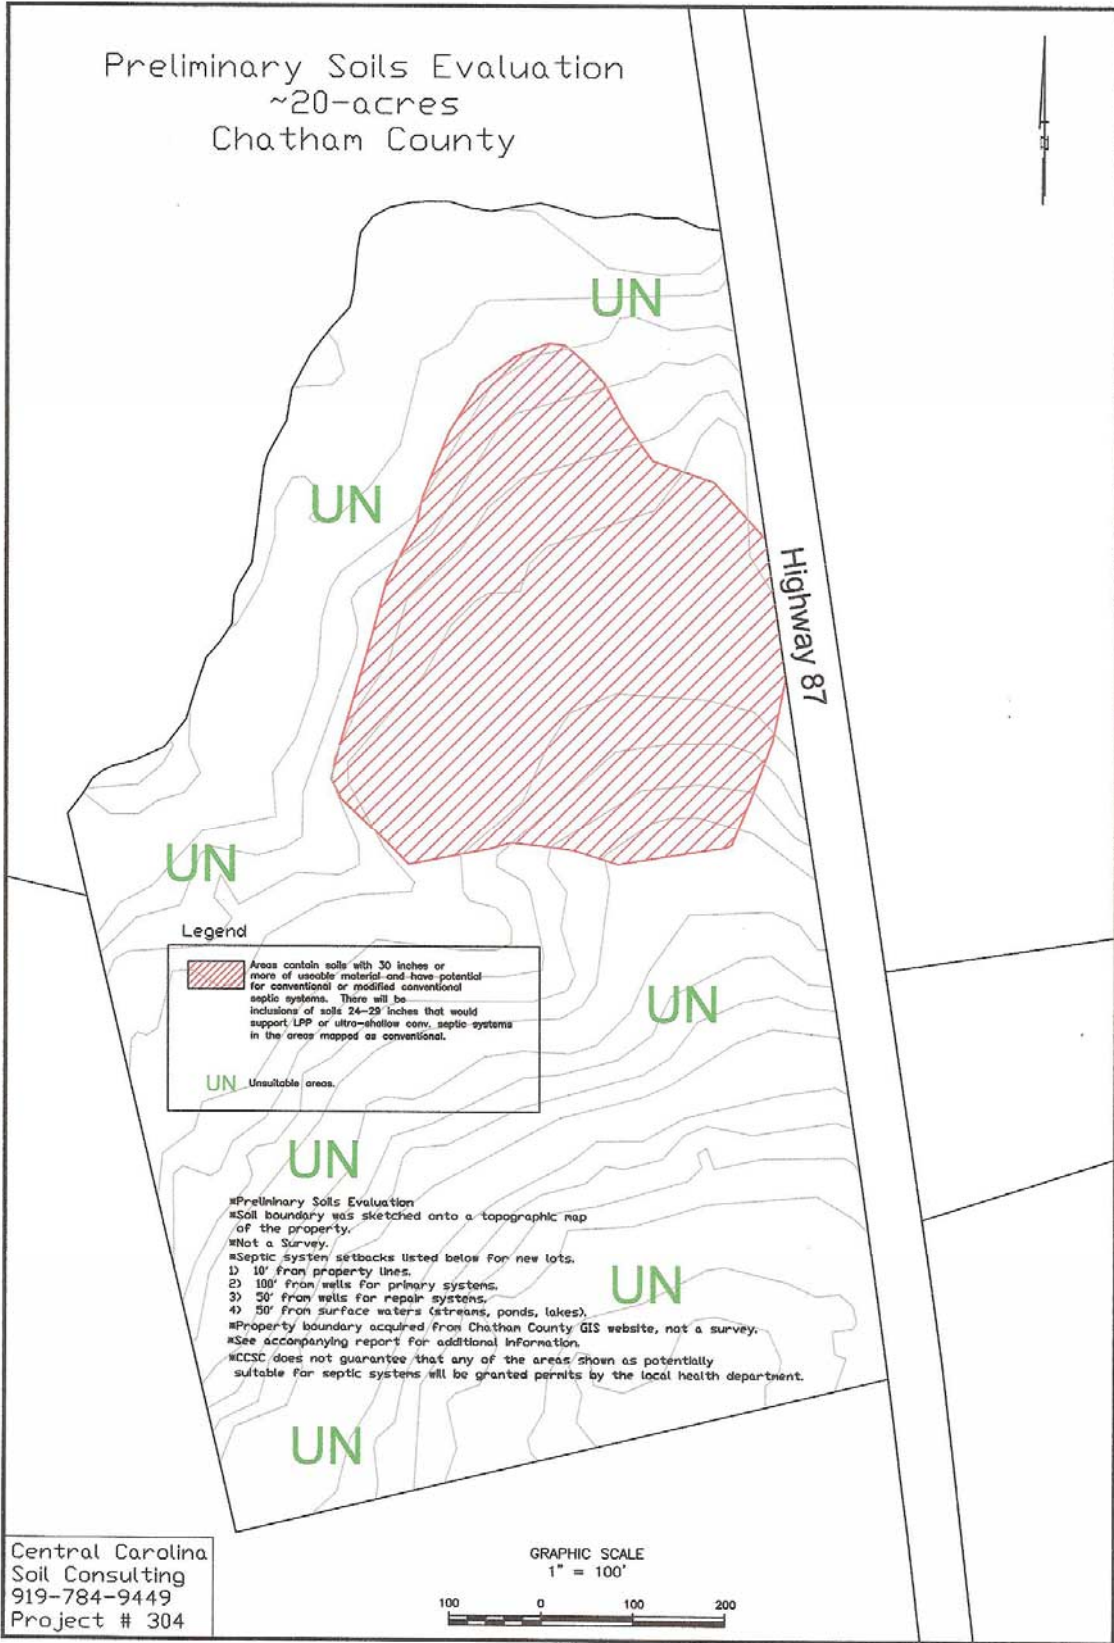 Preliminary Soils Evaluation
~20-acres
Chatham County
N
UN
UN
Highway 87
UN
Legend
Areas contain soils with 30 inches or
more of useable material and have potential
for conventional or modified conventional
septic systems. There will be
inclusions of soils 24-29 inches that would
support LPP or ultra-shallow conv. septic systems
in the areas mapped as conventional.
UN Unsuitable areas.
UN
UN
*Preliminary Soils Evaluation
*Soil boundary was sketched onto a topographic map
of the property.
*Not a Survey.
*Septic system setbacks listed below for new lots.
1) 10' from property lines.
2) 100' from wells for primary systems.
3) 50' from wells for repair systems.
4) 50' from surface waters (streams, ponds, lakes).
*Property boundary acquired from Chatham County GIS website, not a survey.
*See accompanying report for additional information.
*CCSC does not guarantee that any of the areas shown as potentially
suitable for septic systems will be granted permits by the local health department.
UN
UN
Central Carolina
Soil Consulting
919-784-9449
Project # 304
GRAPHIC SCALE
1" = 100'
100 0 100 200